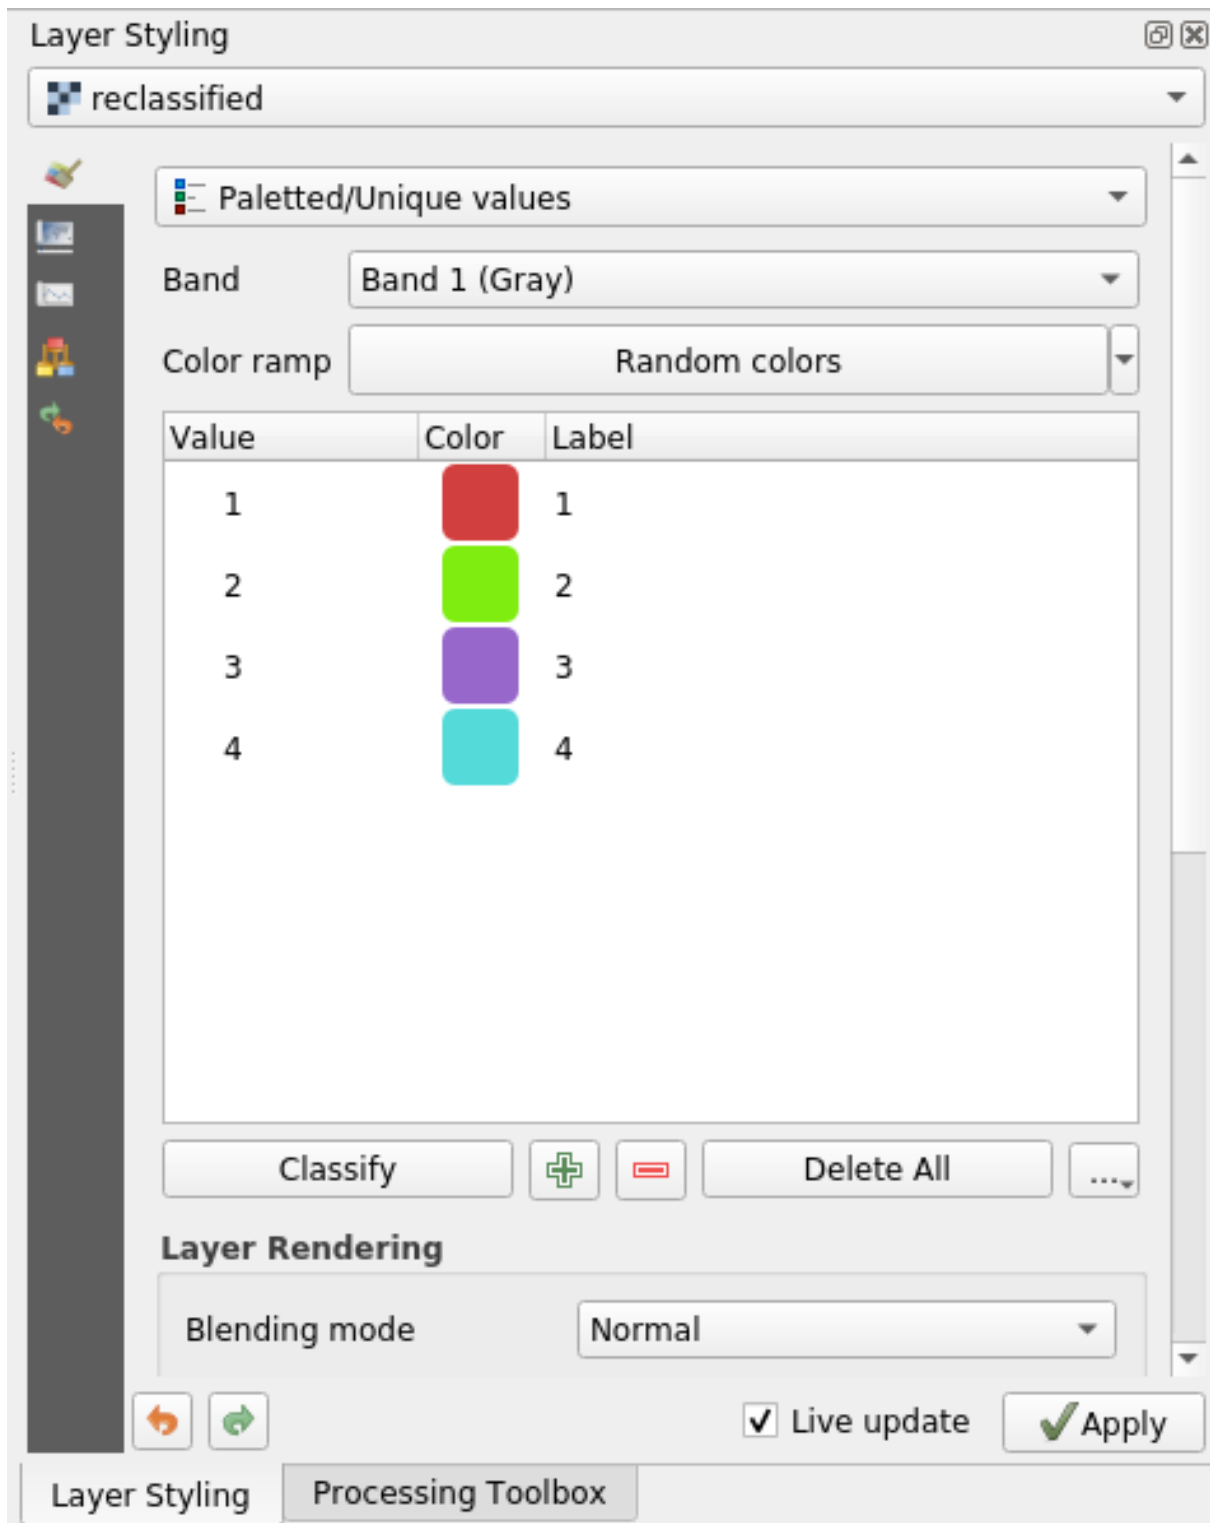 Layer Styling
reclassified
Paletted/Unique values
Band Band 1 (Gray)
Color ramp Random colors
Value Color Label
1 1
2 2
3 3
4 4
Classify Delete All ...
Layer Rendering
Blending mode Normal
Live update Apply
Layer Styling Processing Toolbox